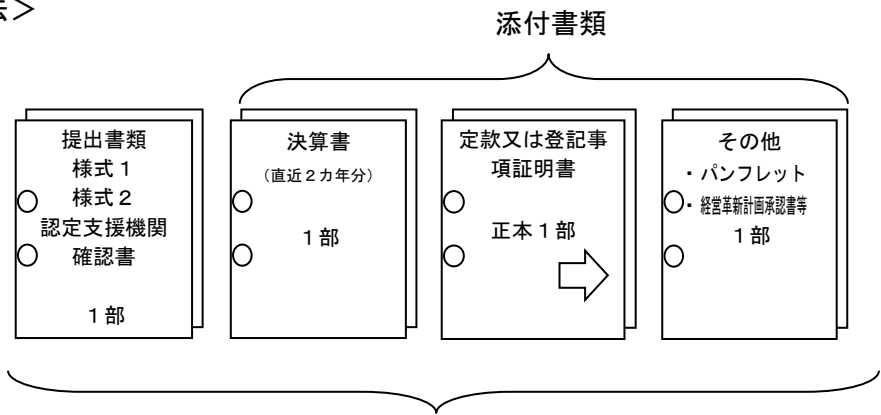 ＞
添付書類
提出書類
様式１
様式２
認定支援機関
確認書
１部
決算書
（直近２カ年分）
１部
定款又は登記事
項証明書
正本１部
その他
・パンフレット
・経営革新計画承認書等
１部